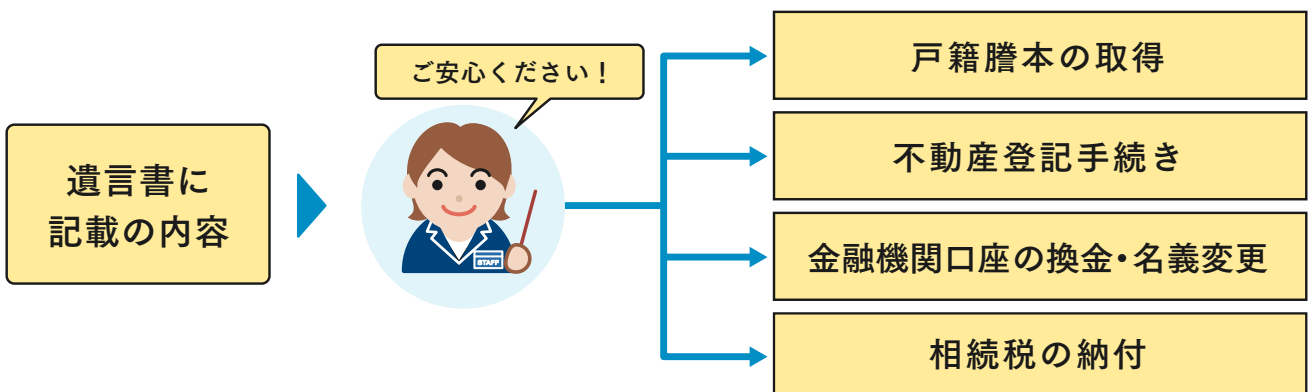 遺言書に
記載の内容
ご安心ください！
STAFF
戸籍謄本の取得
不動産登記手続き
金融機関口座の換金・名義変更
相続税の納付